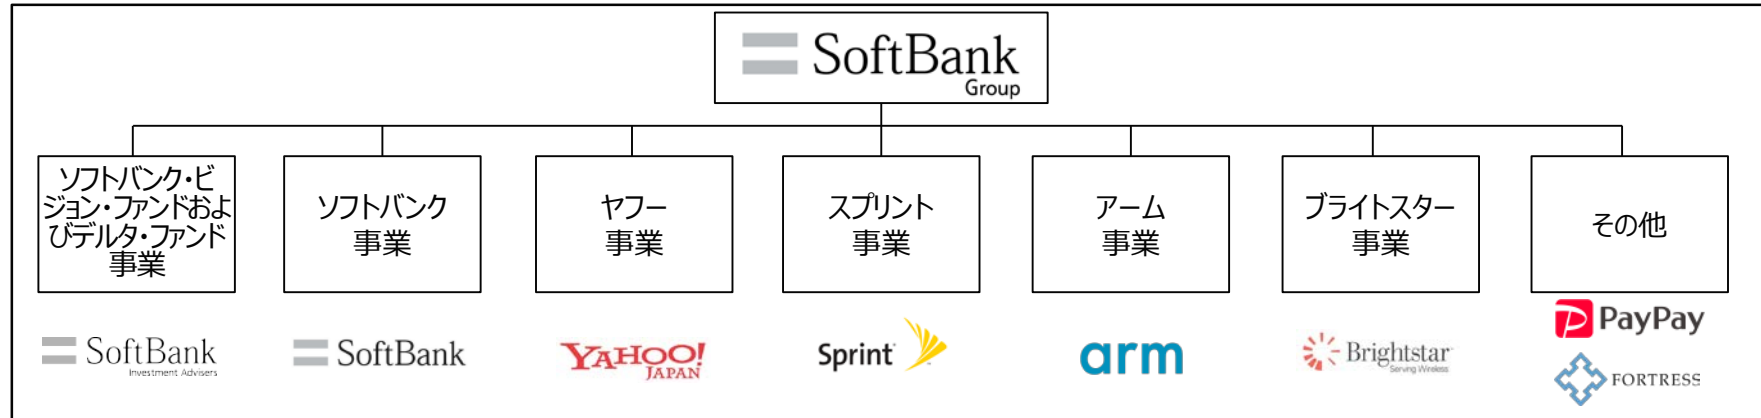 SoftBank
Group
ソフトバンク・ビ
ジョン・ファンドおよ
びデルタ・ファンド
事業
ソフトバンク
事業
ヤフー
事業
スプリント
事業
アーム
事業
ブライトスター
事業
その他
SoftBank
Investment Advisers
SoftBank
YAHOO!
JAPAN
Sprint
arm
Brightstar
Serving Wireless
PayPay
FORTRESS